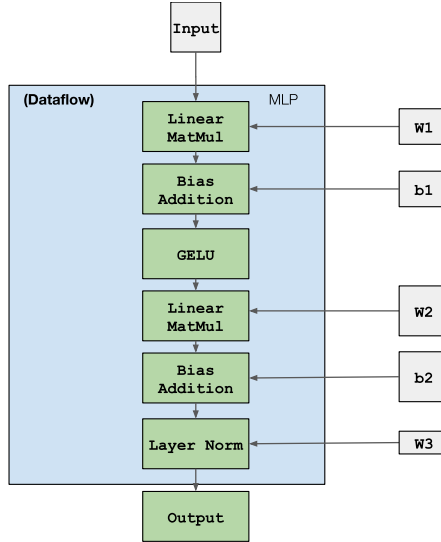 Input
(Dataflow)
MLP
Linear
MatMul
W1
Bias
Addition
b1
GELU
Linear
MatMul
W2
Bias
Addition
b2
Layer Norm
W3
Output